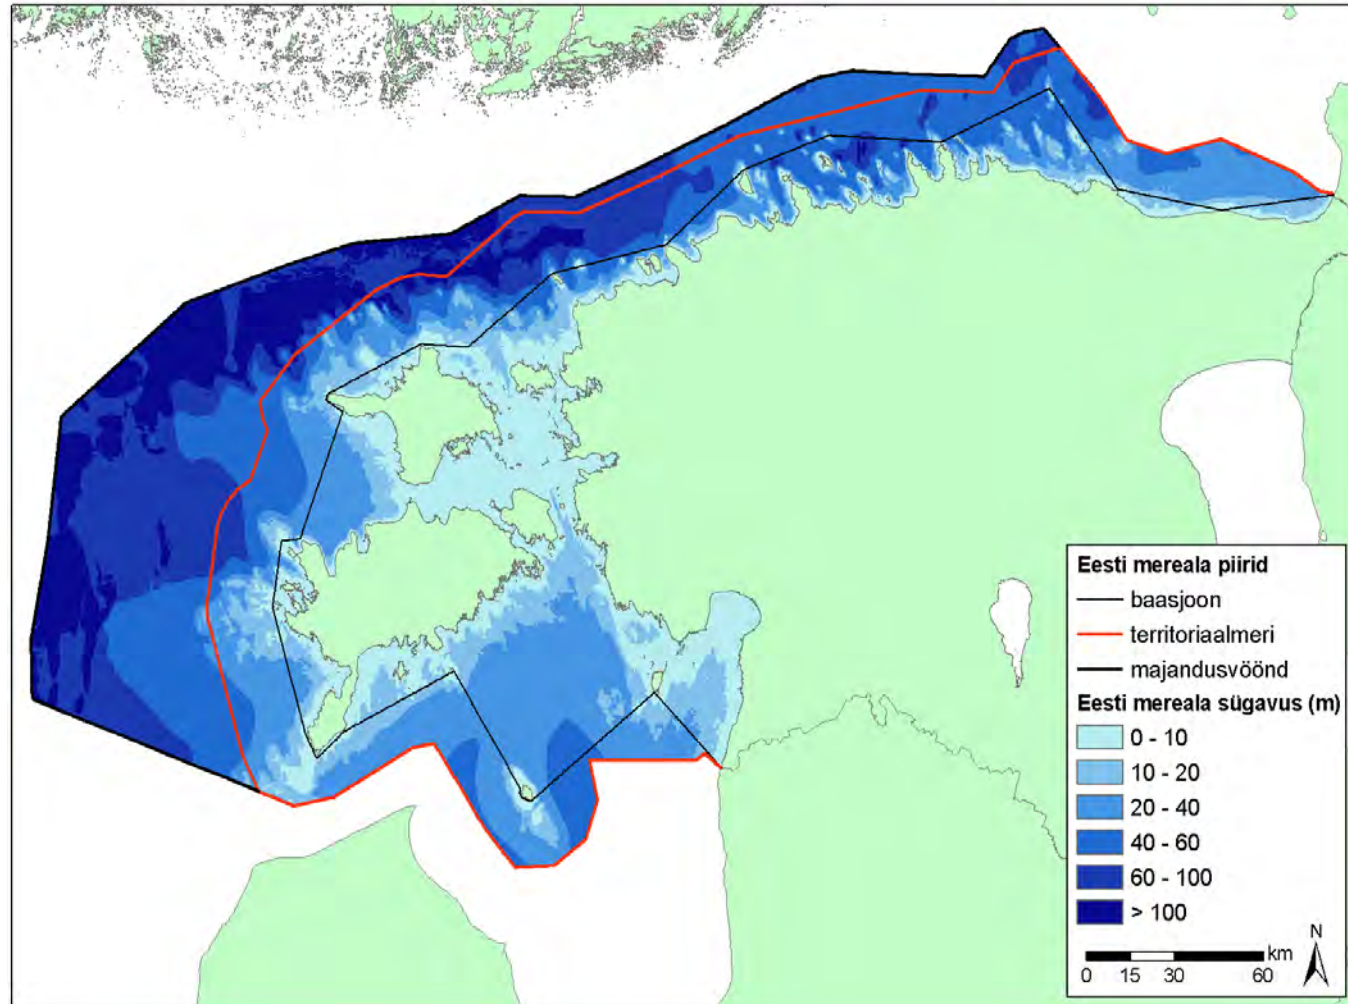 Eesti mereala piirid
baasjoon
territoriaalmeri
majandusvöönd
Eesti mereala sügavus (m)
0 - 10
10 - 20
20 - 40
40 - 60
60 - 100
> 100
N
km
0 15 30 60